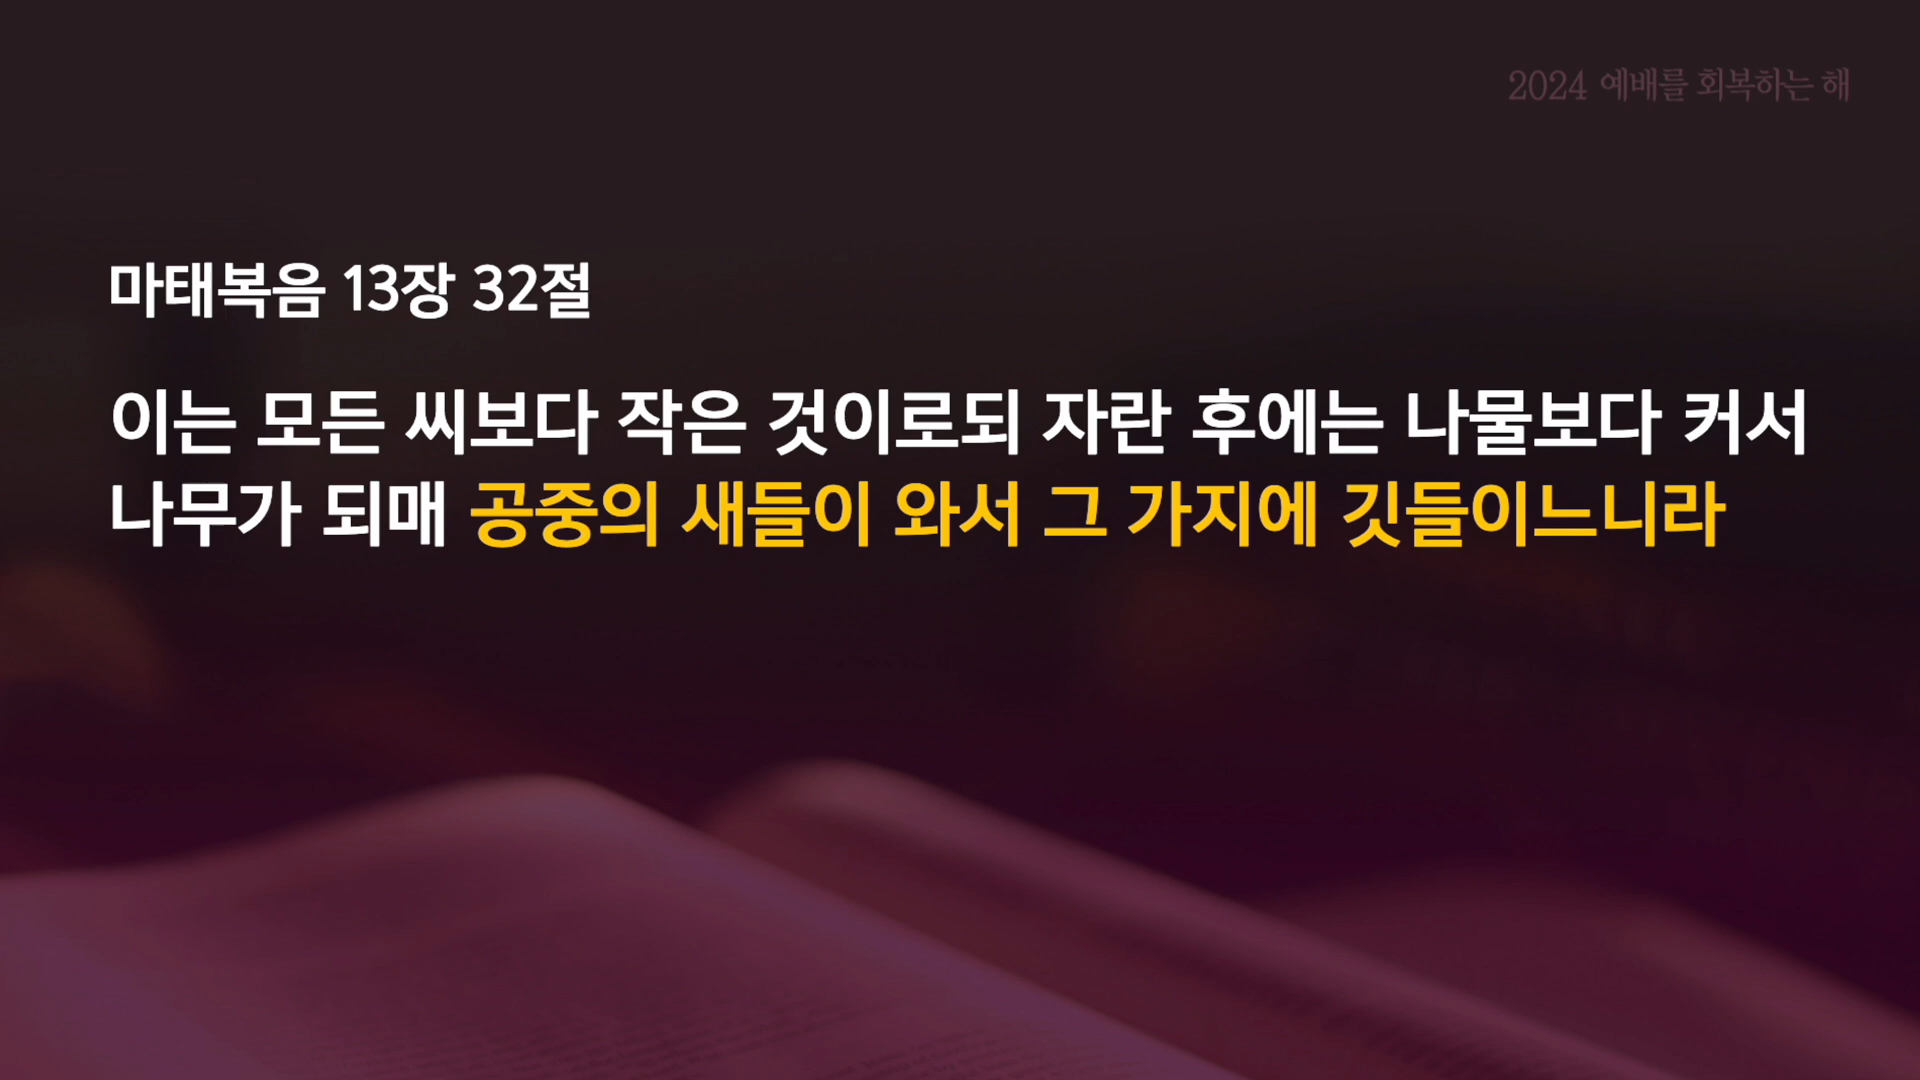 2024 예배를 회복하는 해
마태복음 13장 32절
이는 모든 씨보다 작은 것이로되 자란 후에는 나물보다 커서
나무가 되매 공중의 새들이 와서 그 가지에 깃들이느니라